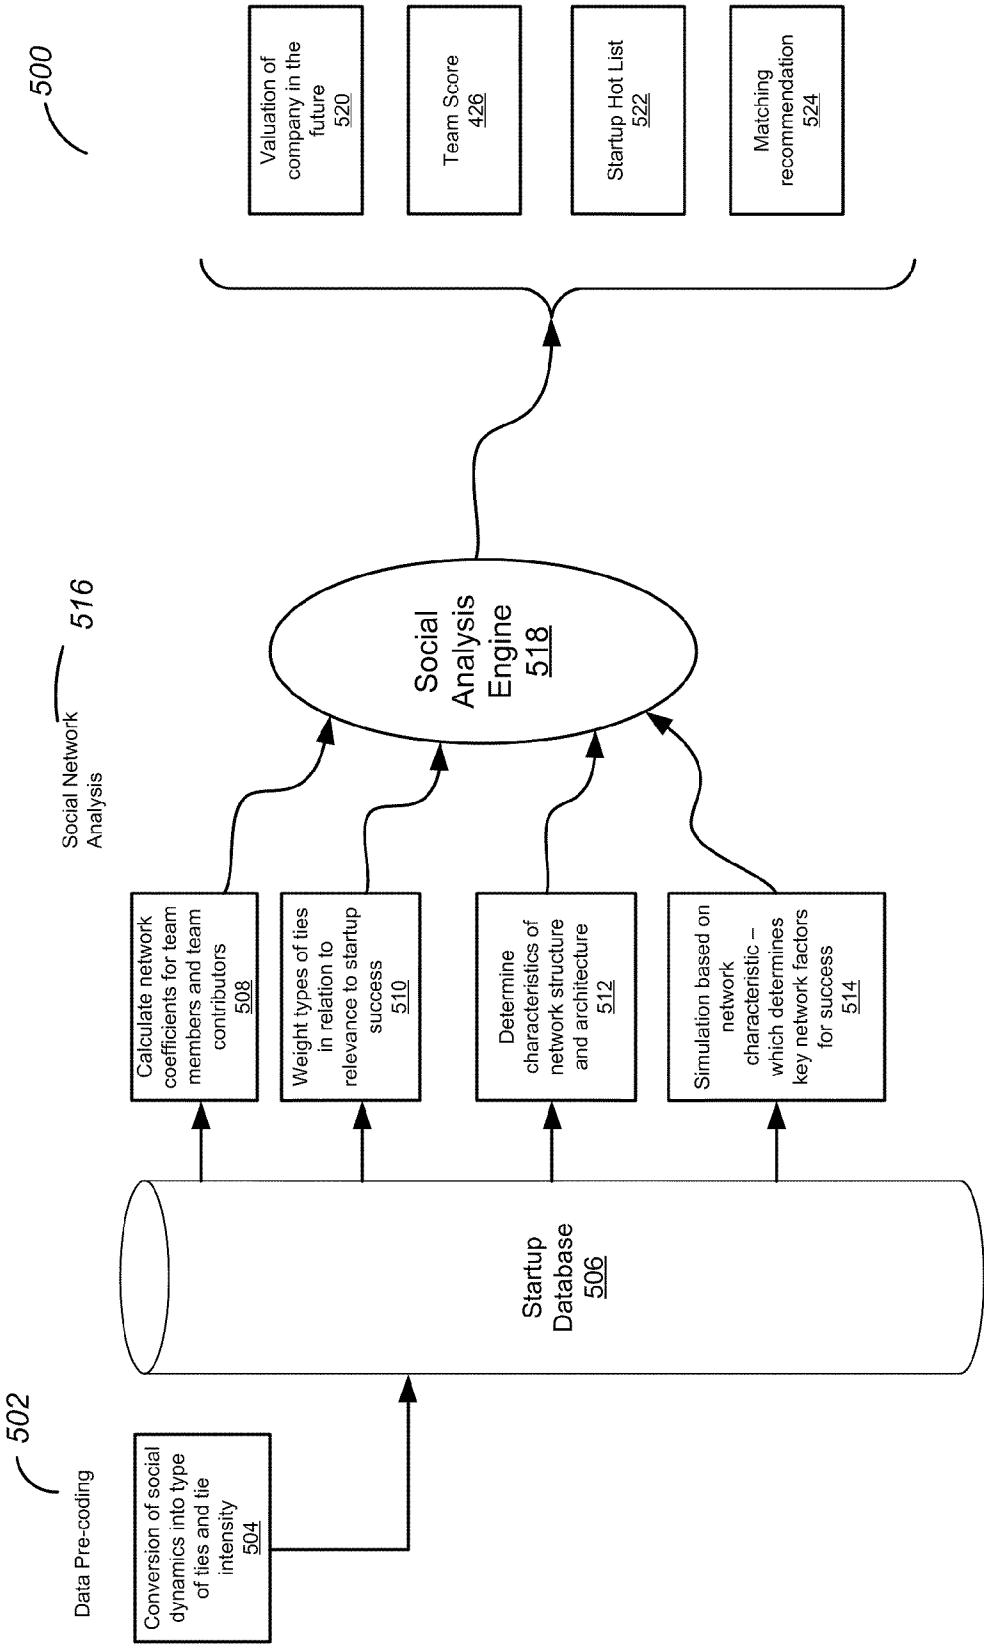 500
Data Pre-coding
502
Conversion of social
dynamics into type
of ties and tie
intensity
504
Startup
Database
506
Social Network
Analysis
516
Calculate network
coefficients for team
members and team
contributors
508
Weight types of ties
in relation to
relevance to startup
success
510
Determine
characteristics of
network structure
and architecture
512
Simulation based on
network
characteristic –
which determines
key network factors
for success
514
Social
Analysis
Engine
518
Valuation of
company in the
future
520
Team Score
426
Startup Hot List
522
Matching
recommendation
524